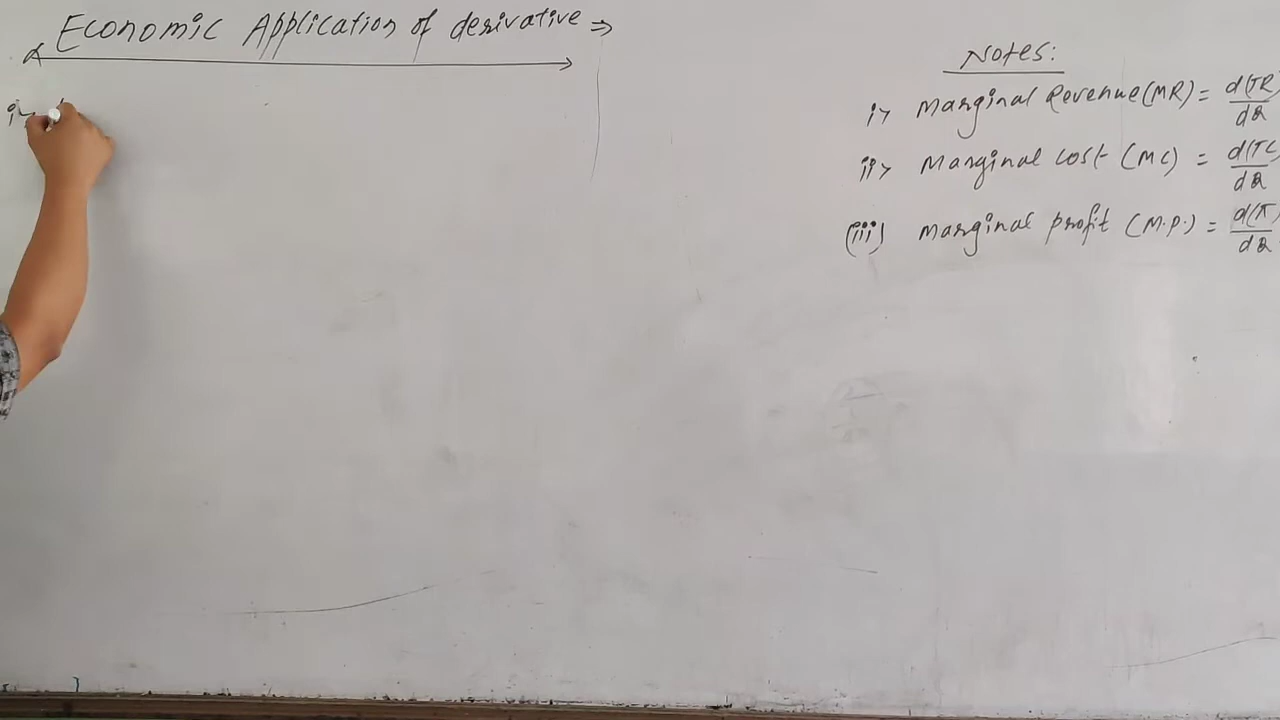 Economic Application of derivative ⇒
i>
Notes:
i> Marginal Revenue (MR) = d(TR)/dQ
ii> Marginal cost (MC) = d(TC)/dQ
(iii) marginal profit (M.P.) = d(π)/dQ